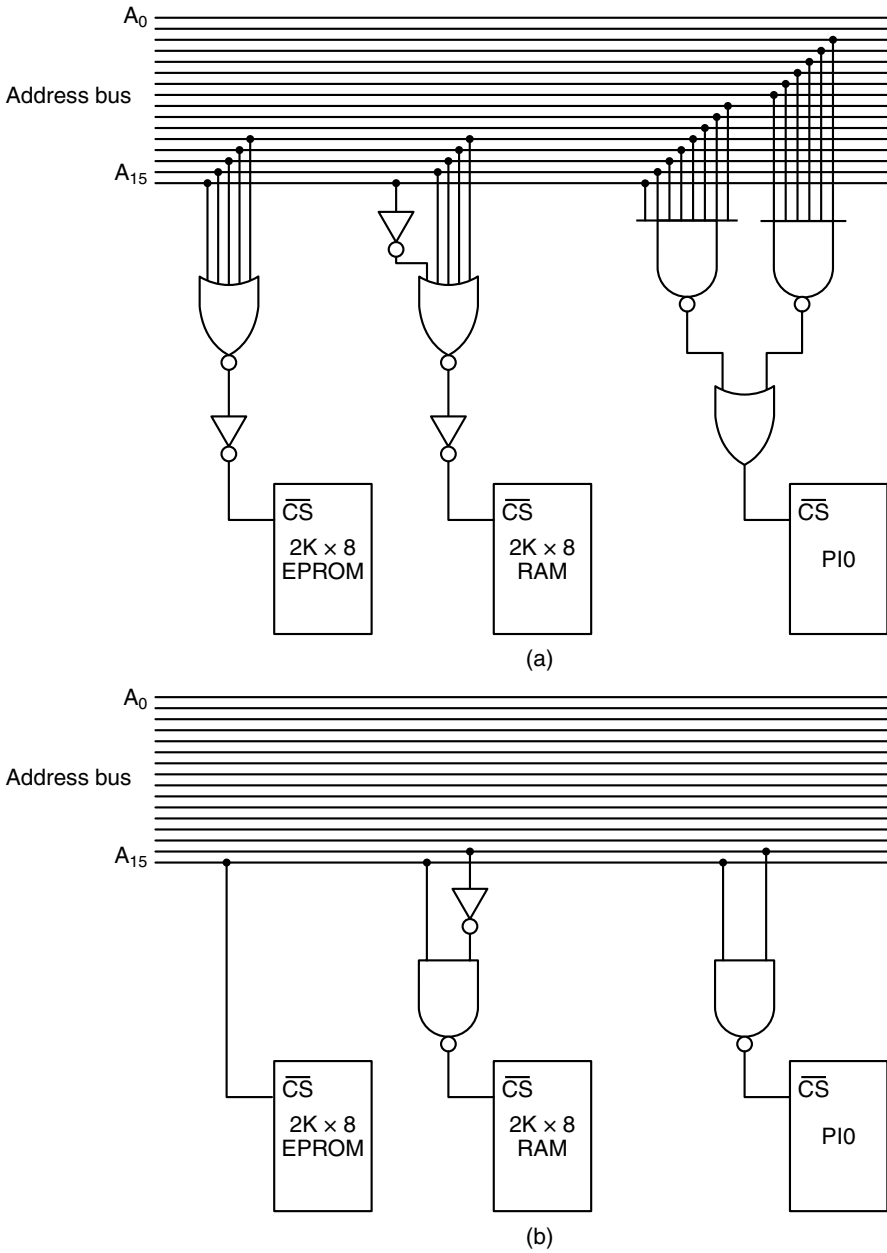 A0
Address bus
A15
CS
2K × 8
EPROM
CS
2K × 8
RAM
CS
PI0
(a)
A0
Address bus
A15
CS
2K × 8
EPROM
CS
2K × 8
RAM
CS
PI0
(b)